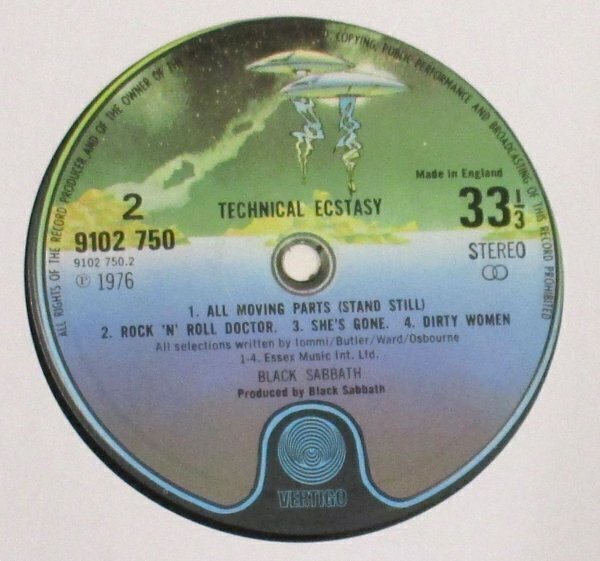 ALL RIGHTS OF THE RECORD PRODUCER AND OF THE OWNER OF THE
COPYING, PUBLIC PERFORMANCE AND BROADCASTING OF THIS RECORD PROHIBITED
Made in England
2
TECHNICAL ECSTASY
33 1/3
9102 750
STEREO
9102 750.2
℗ 1976
1. ALL MOVING PARTS (STAND STILL)
2. ROCK 'N' ROLL DOCTOR. 3. SHE'S GONE. 4. DIRTY WOMEN
All selections written by Iommi/Butler/Ward/Osbourne
1-4. Essex Music Int. Ltd.
BLACK SABBATH
Produced by Black Sabbath
VERTIGO